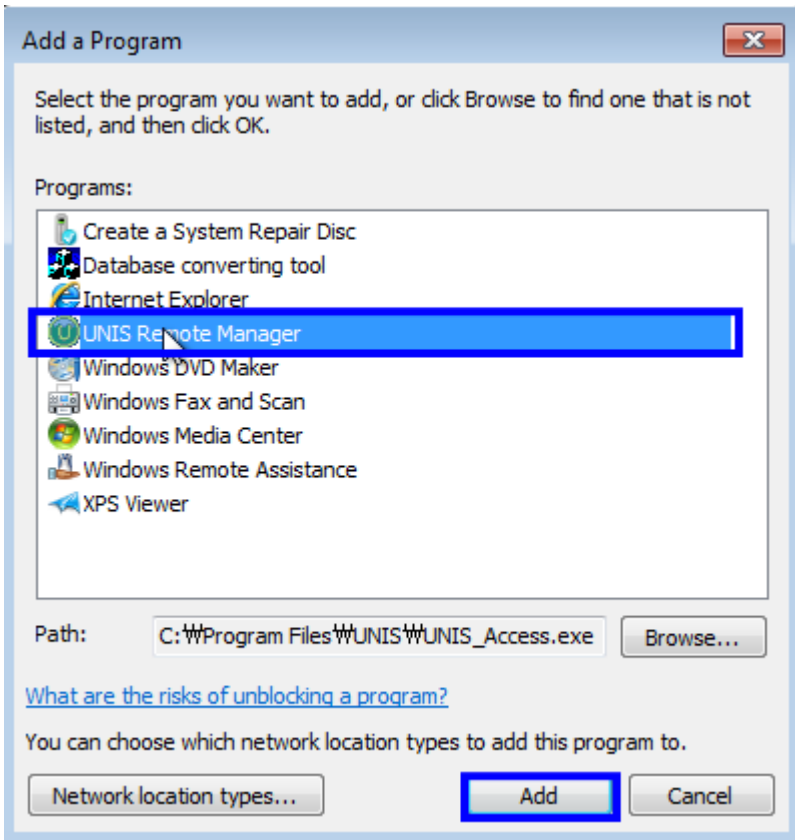 Add a Program
Select the program you want to add, or click Browse to find one that is not
listed, and then click OK.
Programs:
Create a System Repair Disc
Database converting tool
Internet Explorer
UNIS Remote Manager
Windows DVD Maker
Windows Fax and Scan
Windows Media Center
Windows Remote Assistance
XPS Viewer
Path: C:₩Program Files₩UNIS₩UNIS_Access.exe Browse...
What are the risks of unblocking a program?
You can choose which network location types to add this program to.
Network location types... Add Cancel